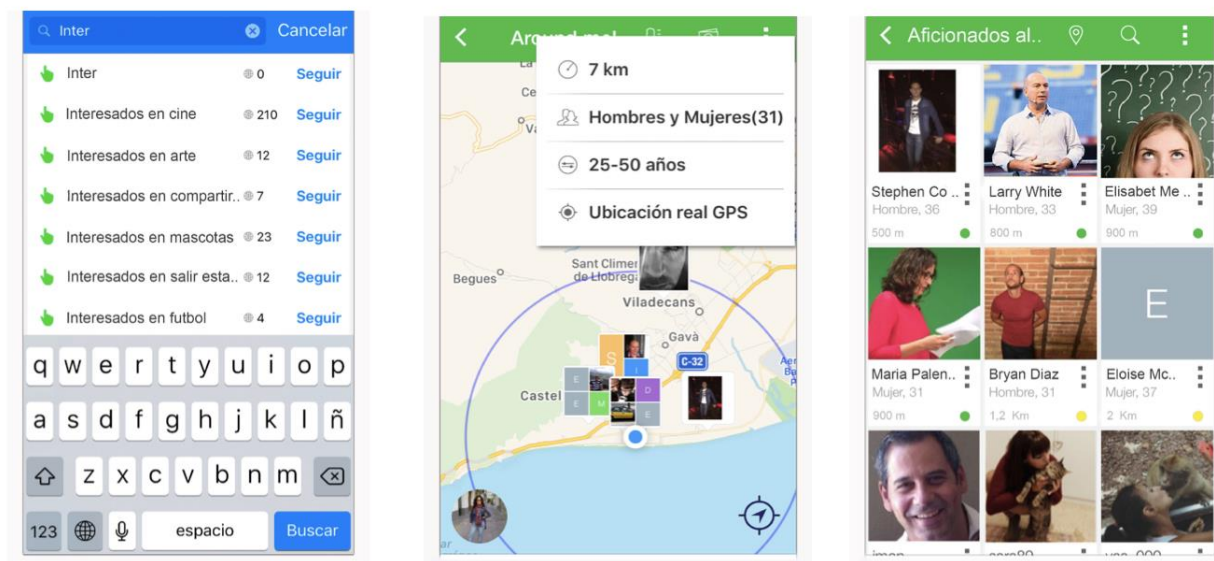 Inter
Cancelar
Inter 0 Seguir
Interesados en cine 210 Seguir
Interesados en arte 12 Seguir
Interesados en compartir.. 7 Seguir
Interesados en mascotas 23 Seguir
Interesados en salir esta.. 12 Seguir
Interesados en futbol 4 Seguir
q w e r t y u i o p
a s d f g h j k l ñ
z x c v b n m
123 espacio Buscar
7 km
Hombres y Mujeres(31)
25-50 años
Ubicación real GPS
Begues
Sant Climent
de Llobreg
Viladecans
Gavà
C-32
Castel
S
I
E
D
E M E
Aficionados al..
Stephen Co .. Larry White Elisabet Me ..
Hombre, 36 Hombre, 33 Mujer, 39
500 m 800 m 900 m
E
Maria Palen.. Bryan Diaz Eloise Mc..
Mujer, 31 Hombre, 31 Mujer, 37
900 m 1,2 Km 2 Km